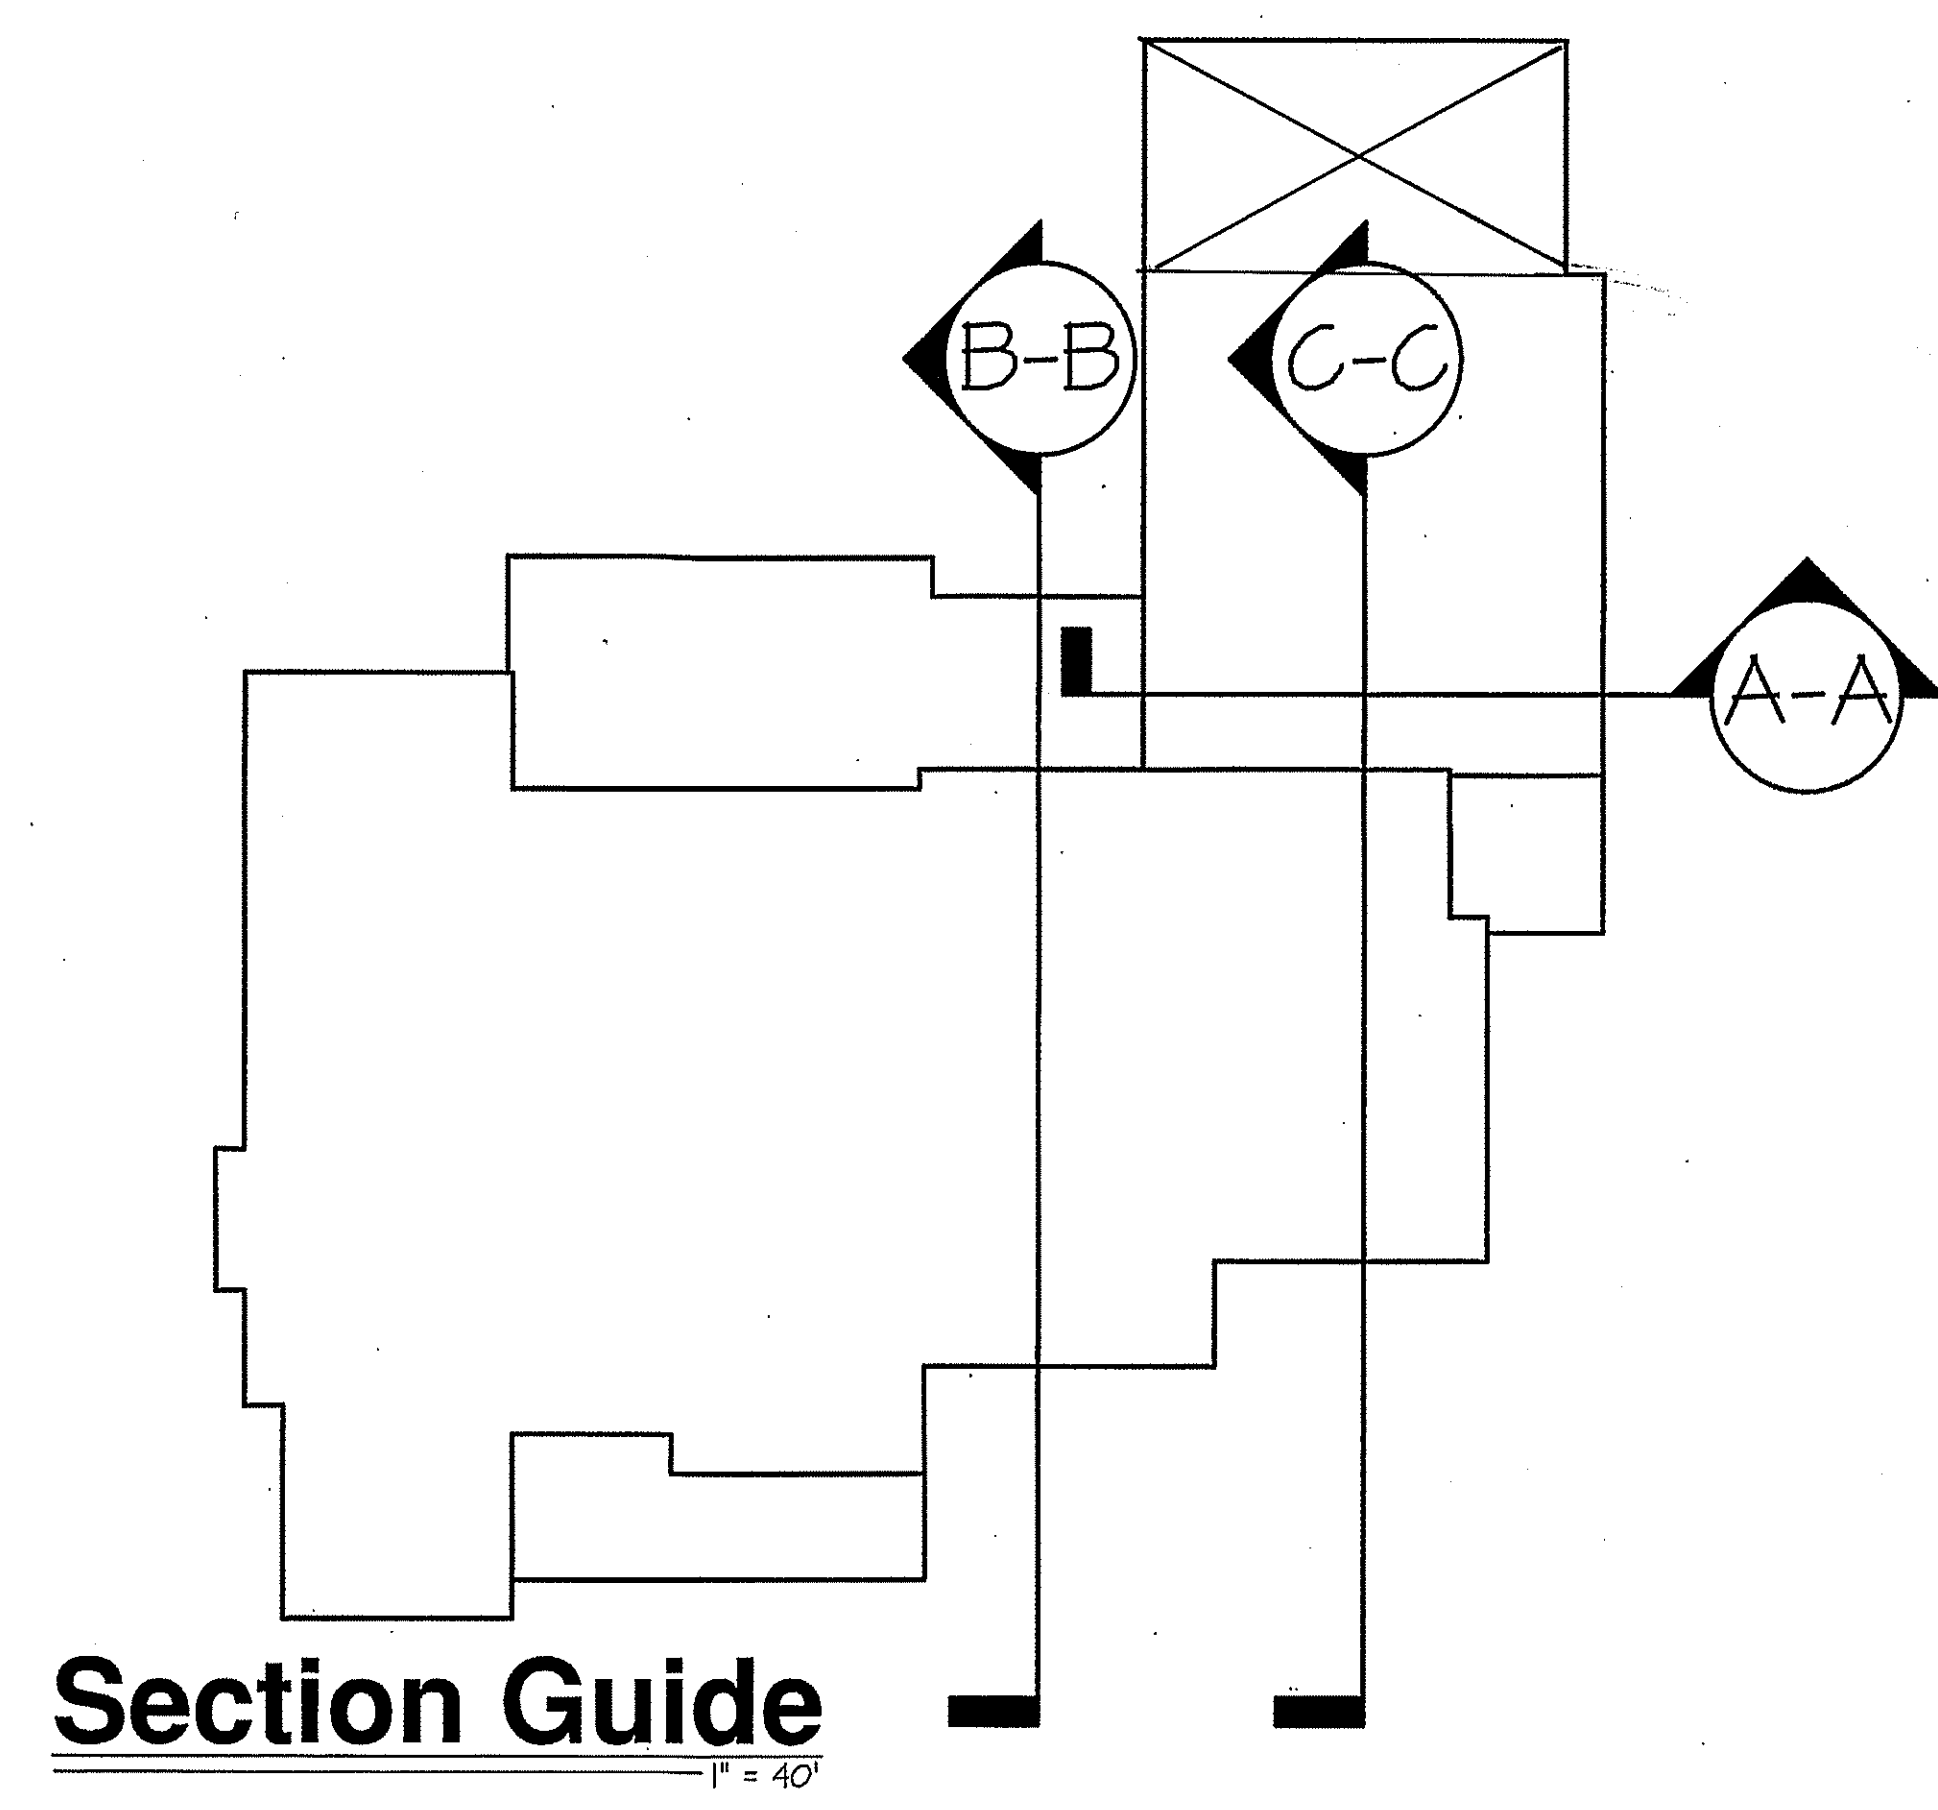 B-B
C-C
A-A
Section Guide
1" = 40'